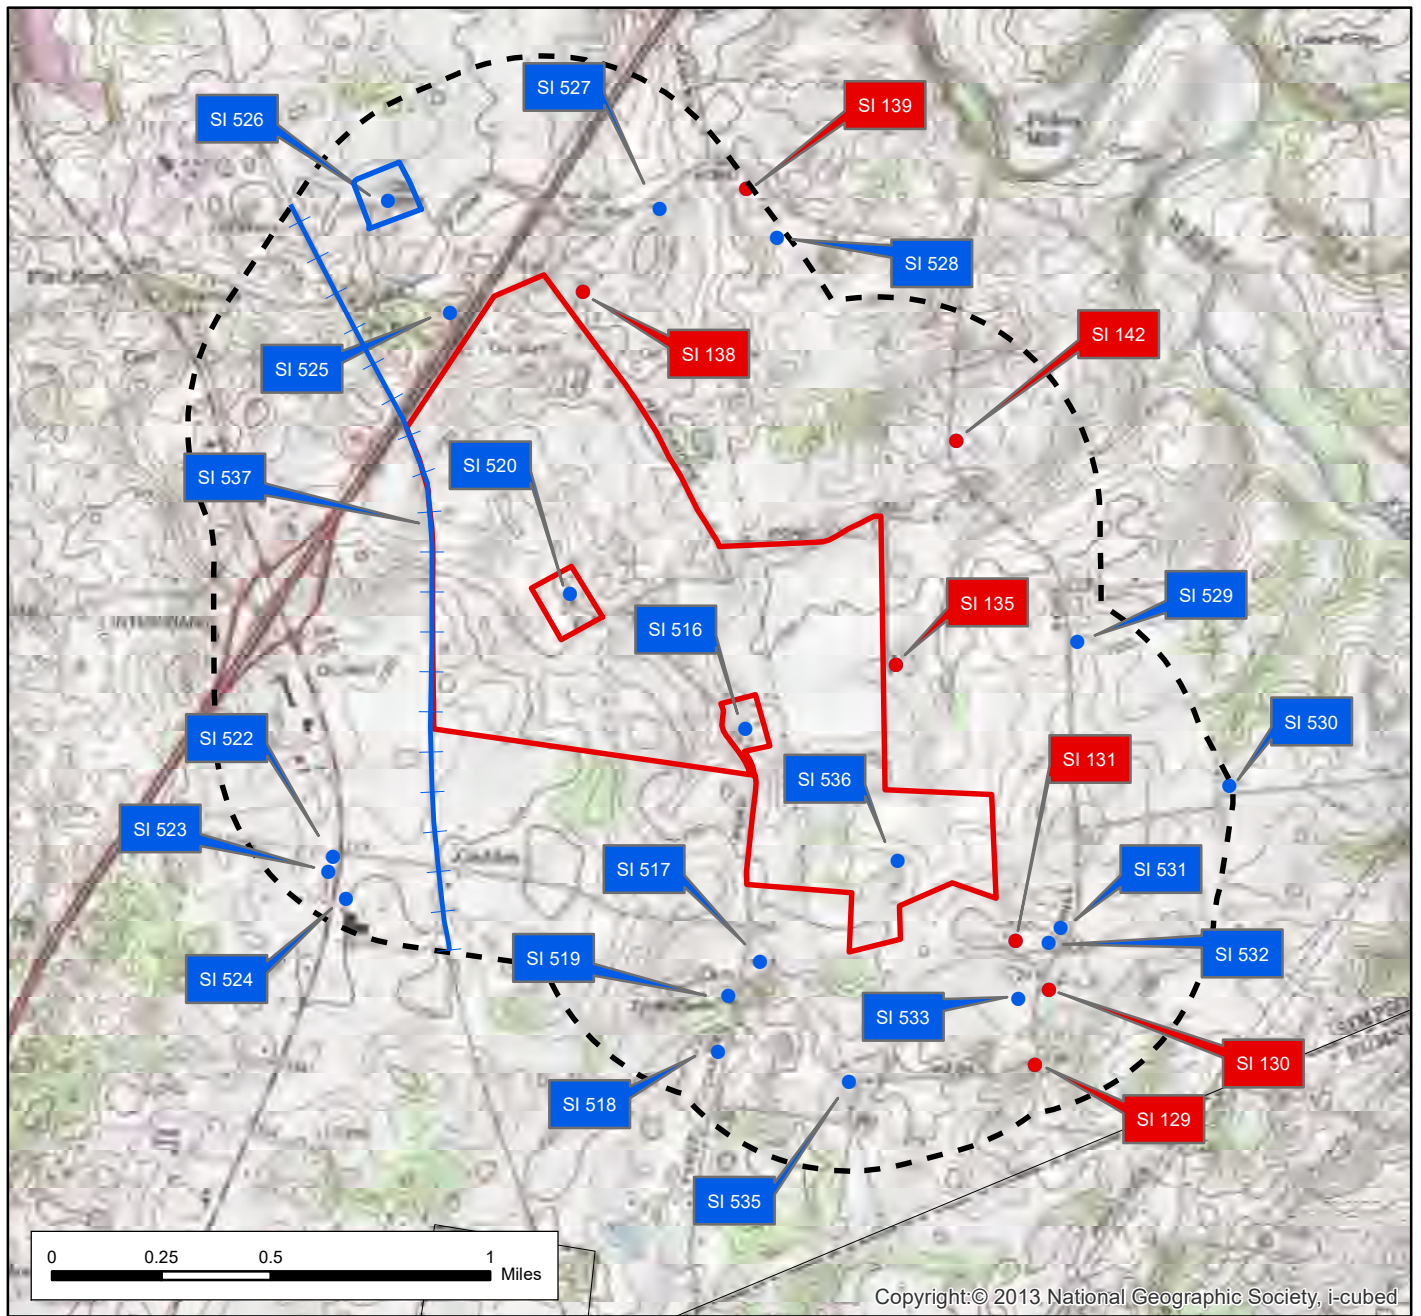 SI 527
SI 139
SI 526
SI 528
SI 138
SI 142
SI 525
SI 520
SI 537
SI 529
SI 135
SI 516
SI 530
SI 522
SI 131
SI 536
SI 523
SI 517
SI 531
SI 519
SI 532
SI 524
SI 533
SI 130
SI 518
SI 129
SI 535
0 0.25 0.5 1
Miles
Copyright:© 2013 National Geographic Society, i-cubed